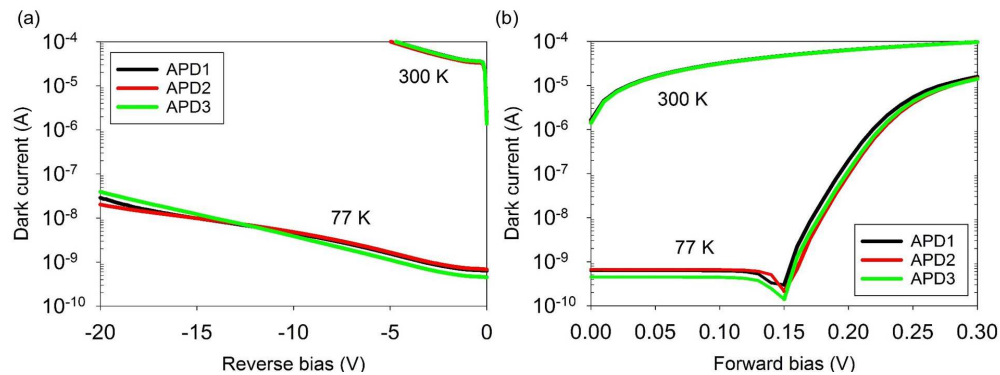 (a)
10⁻⁴
10⁻⁵
10⁻⁶
10⁻⁷
10⁻⁸
10⁻⁹
10⁻¹⁰
Dark current (A)
APD1
APD2
APD3
300 K
77 K
-20
-15
-10
-5
0
Reverse bias (V)
(b)
10⁻⁴
10⁻⁵
10⁻⁶
10⁻⁷
10⁻⁸
10⁻⁹
10⁻¹⁰
Dark current (A)
300 K
77 K
APD1
APD2
APD3
0.00
0.05
0.10
0.15
0.20
0.25
0.30
Forward bias (V)